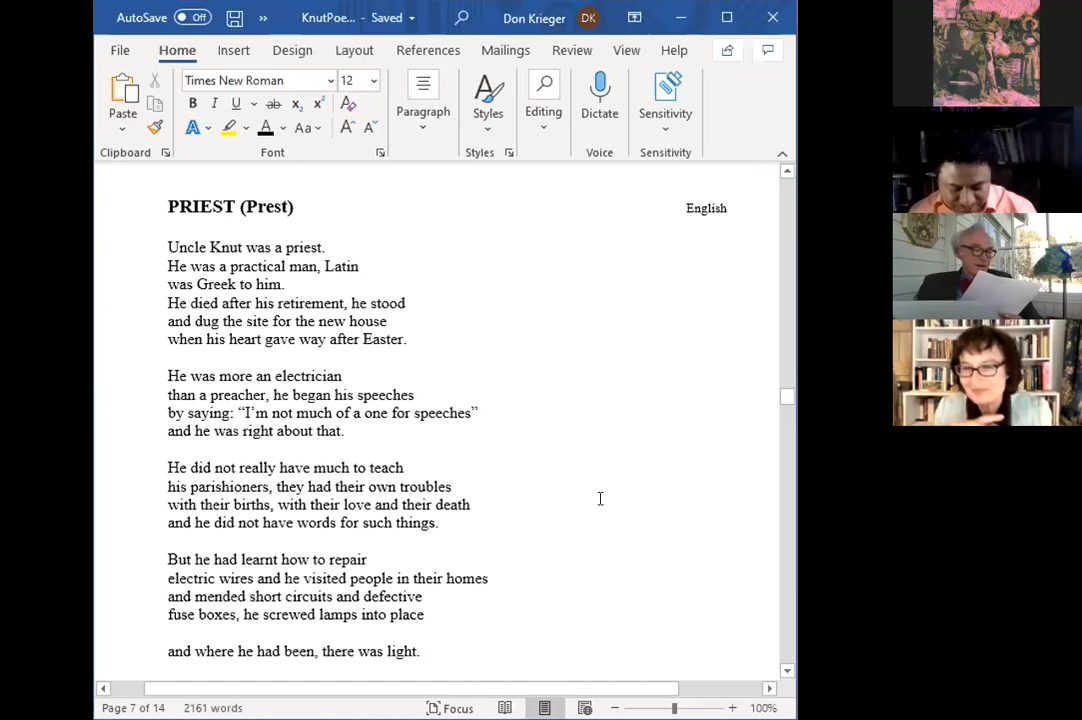 AutoSave Off KnutPoe... - Saved Don Krieger DK
File Home Insert Design Layout References Mailings Review View Help
Times New Roman 12
Paste Paragraph Styles Editing Dictate Sensitivity
B I U ab x₂ x²
A A Aa A A
Clipboard Font Styles Voice Sensitivity
PRIEST (Prest) English
Uncle Knut was a priest.
He was a practical man, Latin
was Greek to him.
He died after his retirement, he stood
and dug the site for the new house
when his heart gave way after Easter.
He was more an electrician
than a preacher, he began his speeches
by saying: “I’m not much of a one for speeches”
and he was right about that.
He did not really have much to teach
his parishioners, they had their own troubles
with their births, with their love and their death
and he did not have words for such things.
But he had learnt how to repair
electric wires and he visited people in their homes
and mended short circuits and defective
fuse boxes, he screwed lamps into place
and where he had been, there was light.
Page 7 of 14 2161 words Focus 100%